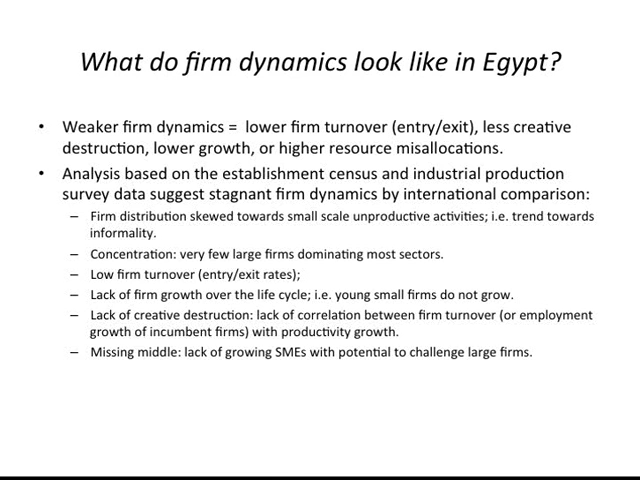 What do firm dynamics look like in Egypt?
• Weaker firm dynamics = lower firm turnover (entry/exit), less creative
destruction, lower growth, or higher resource misallocations.
• Analysis based on the establishment census and industrial production
survey data suggest stagnant firm dynamics by international comparison:
– Firm distribution skewed towards small scale unproductive activities; i.e. trend towards
informality.
– Concentration: very few large firms dominating most sectors.
– Low firm turnover (entry/exit rates);
– Lack of firm growth over the life cycle; i.e. young small firms do not grow.
– Lack of creative destruction: lack of correlation between firm turnover (or employment
growth of incumbent firms) with productivity growth.
– Missing middle: lack of growing SMEs with potential to challenge large firms.